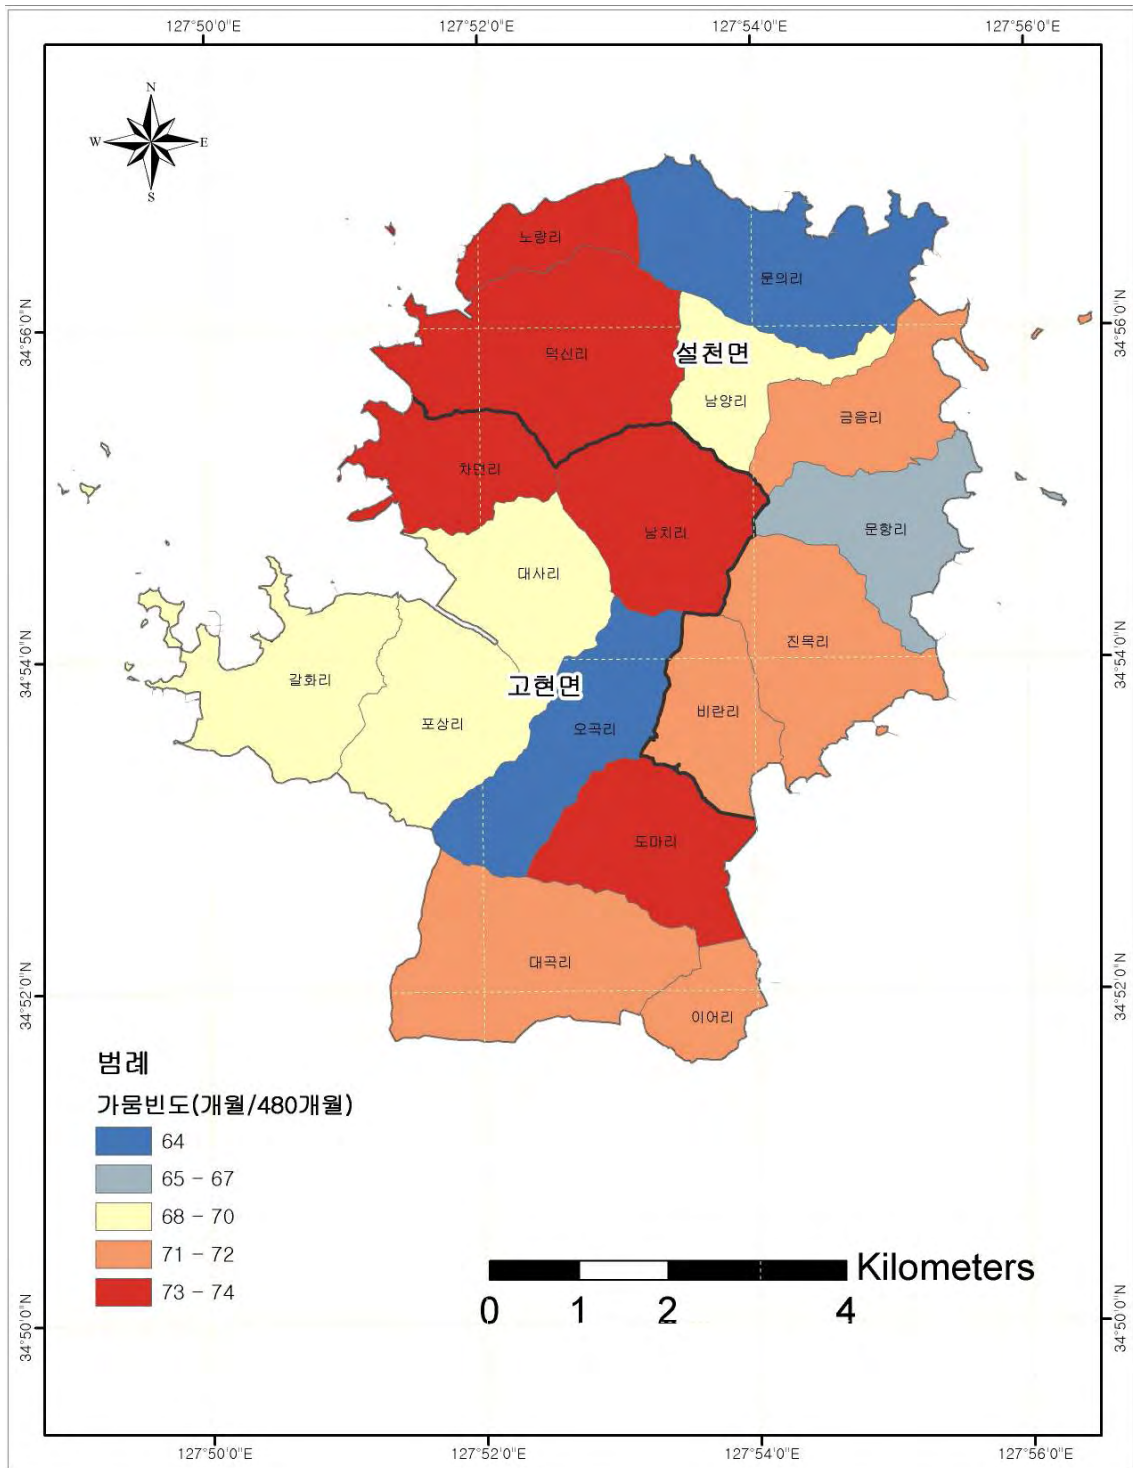 127°50'0"E
127°52'0"E
127°54'0"E
127°56'0"E
N
W
E
S
노량리
문의리
34°56'0"N
34°56'0"N
덕신리
설천면
남양리
금음리
차면리
남치리
문항리
대사리
진목리
34°54'0"N
34°54'0"N
갈화리
고현면
비란리
포상리
오곡리
도마리
대곡리
34°52'0"N
34°52'0"N
이어리
범례
가뭄빈도(개월/480개월)
64
65 - 67
68 - 70
71 - 72
73 - 74
Kilometers
0 1 2 4
34°50'0"N
34°50'0"N
127°50'0"E
127°52'0"E
127°54'0"E
127°56'0"E